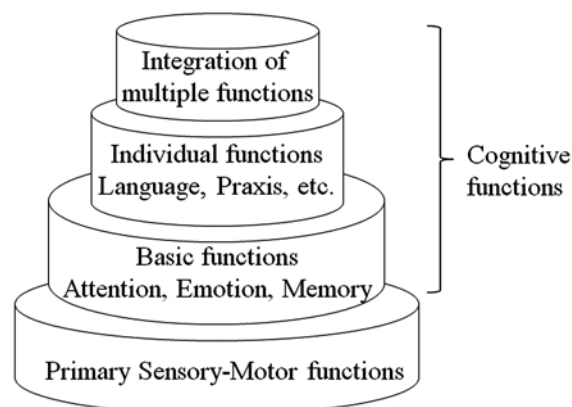 Integration of
multiple functions
Individual functions
Language, Praxis, etc.
Cognitive
functions
Basic functions
Attention, Emotion, Memory
Primary Sensory-Motor functions